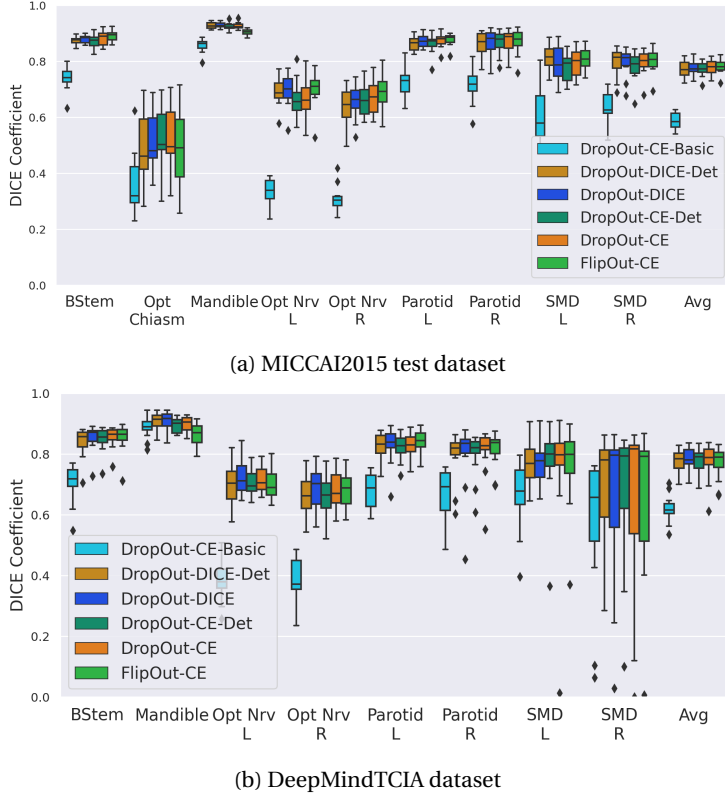 1.0
0.8
0.6
0.4
0.2
0.0
DICE Coefficient
DropOut-CE-Basic
DropOut-DICE-Det
DropOut-DICE
DropOut-CE-Det
DropOut-CE
FlipOut-CE
BStem Opt Mandible Opt Nrv Opt Nrv Parotid Parotid SMD SMD Avg
Chiasm L R L R L R
(a) MICCAI2015 test dataset
1.0
0.8
0.6
0.4
0.2
0.0
DICE Coefficient
DropOut-CE-Basic
DropOut-DICE-Det
DropOut-DICE
DropOut-CE-Det
DropOut-CE
FlipOut-CE
BStem Mandible Opt Nrv Opt Nrv Parotid Parotid SMD SMD Avg
L R L R L R
(b) DeepMindTCIA dataset